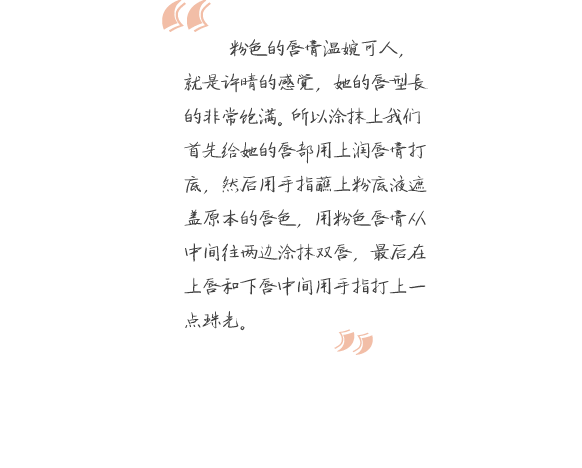 粉色的唇情温婉可人，
就是许晴的感觉，她的唇型長
的非常饱满。所以涂抹上我们
首先给她的唇部用上润唇膏打
底，然后用手指蘸上粉底液遮
盖原本的唇色，用粉色唇膏从
中间往两边涂抹双唇，最后在
上唇和下唇中间用手指打上一
点珠光。